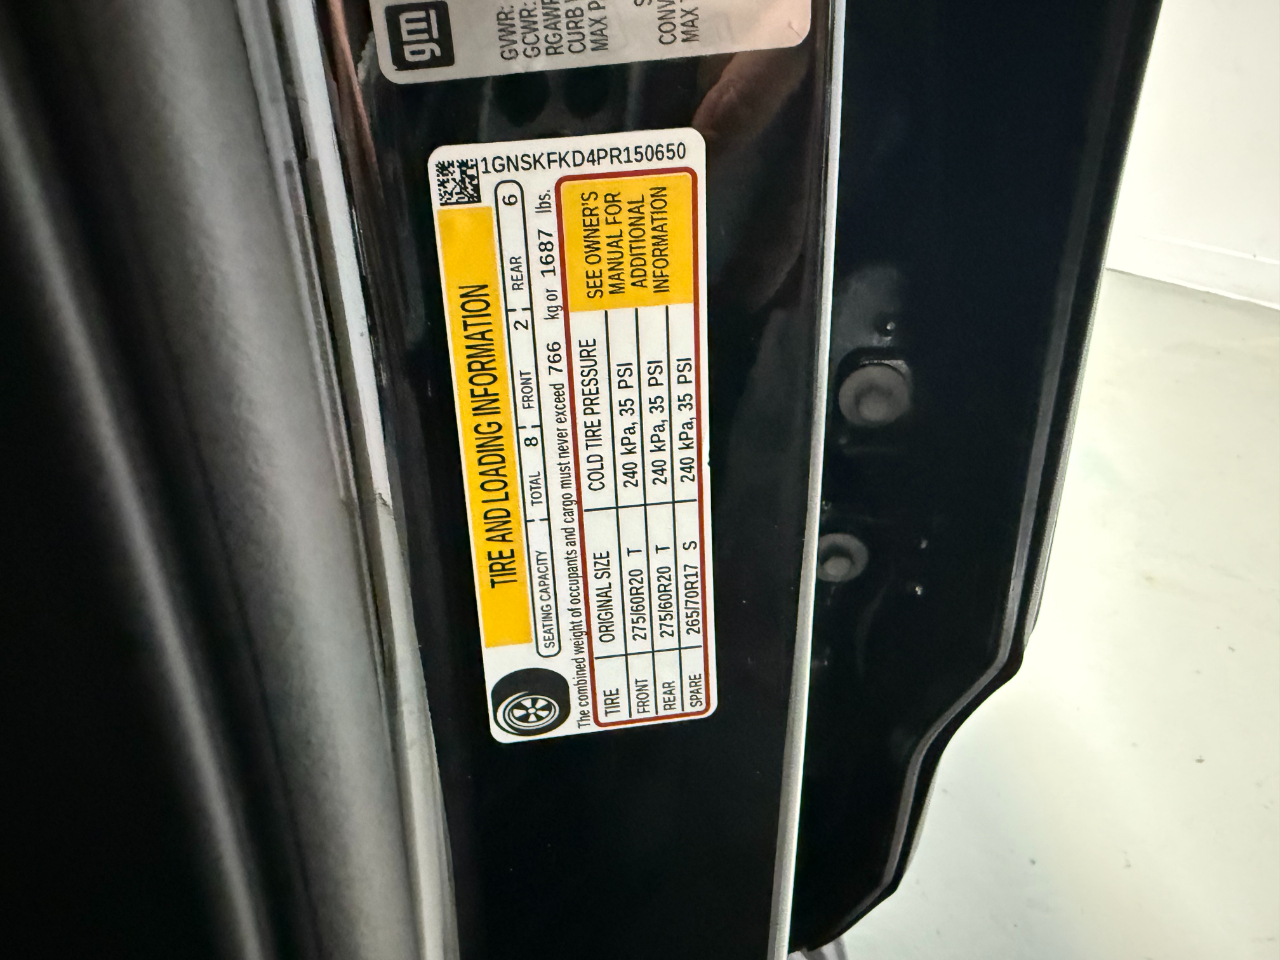 gm
GVWR:
GCWR:
RGAWR
CURB
MAX P
CONV
MAX
1GNSKFKD4PR150650
TIRE AND LOADING INFORMATION
SEATING CAPACITY TOTAL 8 FRONT 2 REAR 6
The combined weight of occupants and cargo must never exceed 766 kg or 1687 lbs.
TIRE ORIGINAL SIZE COLD TIRE PRESSURE
FRONT 275/60R20 T 240 kPa, 35 PSI
REAR 275/60R20 T 240 kPa, 35 PSI
SPARE 265/70R17 S 240 kPa, 35 PSI
SEE OWNER'S
MANUAL FOR
ADDITIONAL
INFORMATION